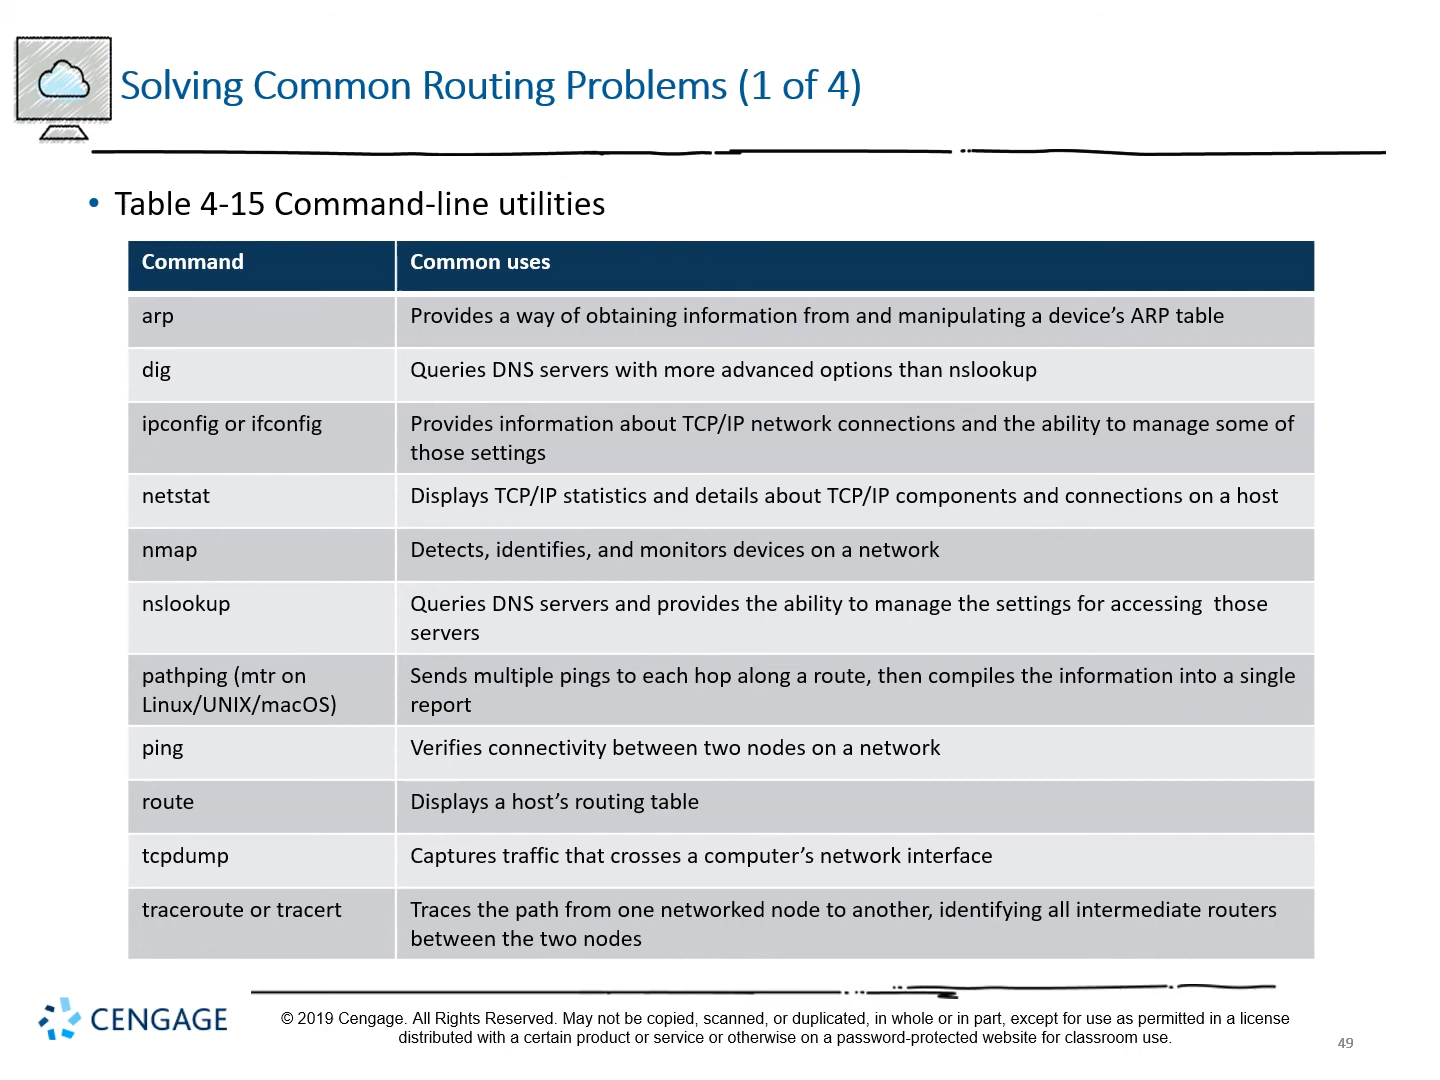 Solving Common Routing Problems (1 of 4)
• Table 4-15 Command-line utilities
Command Common uses
arp Provides a way of obtaining information from and manipulating a device’s ARP table
dig Queries DNS servers with more advanced options than nslookup
ipconfig or ifconfig Provides information about TCP/IP network connections and the ability to manage some of
those settings
netstat Displays TCP/IP statistics and details about TCP/IP components and connections on a host
nmap Detects, identifies, and monitors devices on a network
nslookup Queries DNS servers and provides the ability to manage the settings for accessing those
servers
pathping (mtr on Sends multiple pings to each hop along a route, then compiles the information into a single
Linux/UNIX/macOS) report
ping Verifies connectivity between two nodes on a network
route Displays a host’s routing table
tcpdump Captures traffic that crosses a computer’s network interface
traceroute or tracert Traces the path from one networked node to another, identifying all intermediate routers
between the two nodes
CENGAGE
© 2019 Cengage. All Rights Reserved. May not be copied, scanned, or duplicated, in whole or in part, except for use as permitted in a license
distributed with a certain product or service or otherwise on a password-protected website for classroom use.
49